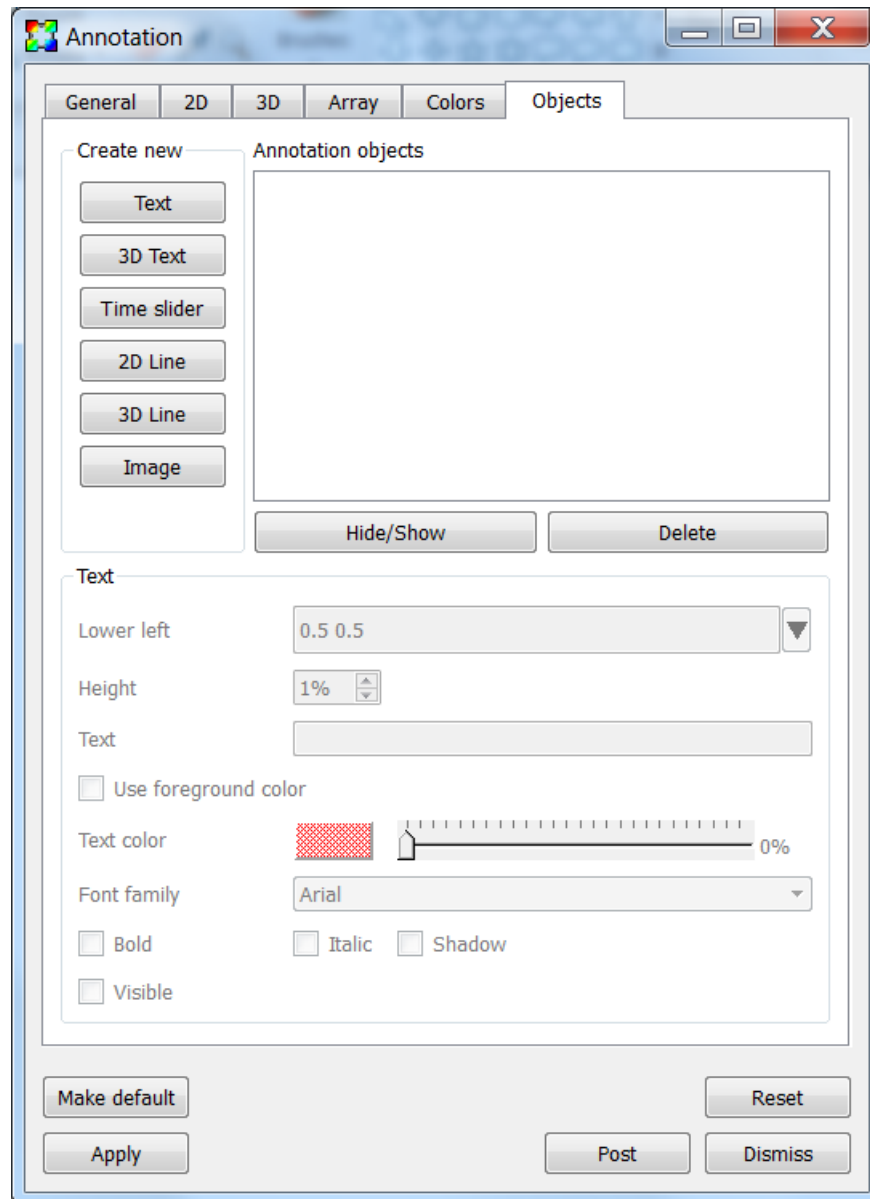 Annotation
General 2D 3D Array Colors Objects
Create new
Annotation objects
Text
3D Text
Time slider
2D Line
3D Line
Image
Hide/Show Delete
Text
Lower left 0.5 0.5
Height 1%
Text
Use foreground color
Text color 0%
Font family Arial
Bold Italic Shadow
Visible
Make default Reset
Apply Post Dismiss